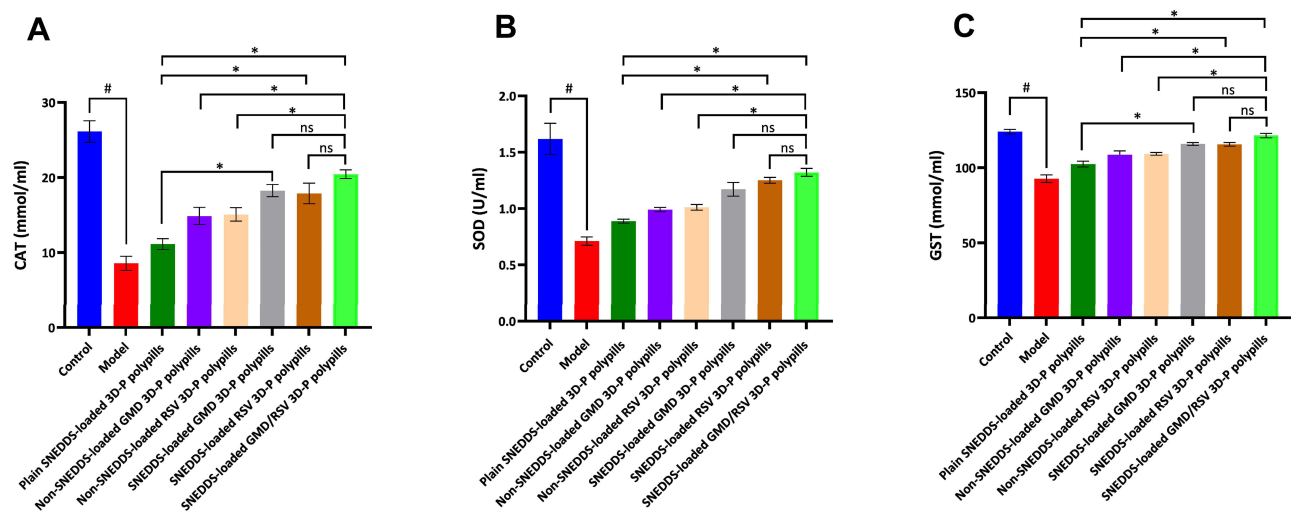 A
*
*
*
*
ns
ns
*
#
CAT (mmol/ml)
30
20
10
0
Control
Model
Plain SNEDDS-loaded 3D-P polypills
Non-SNEDDS-loaded GMD 3D-P polypills
Non-SNEDDS-loaded RSV 3D-P polypills
SNEDDS-loaded GMD 3D-P polypills
SNEDDS-loaded RSV 3D-P polypills
SNEDDS-loaded GMD/RSV 3D-P polypills
B
*
*
*
*
ns
ns
#
SOD (U/ml)
2.0
1.5
1.0
0.5
0.0
Control
Model
Plain SNEDDS-loaded 3D-P polypills
Non-SNEDDS-loaded GMD 3D-P polypills
Non-SNEDDS-loaded RSV 3D-P polypills
SNEDDS-loaded GMD 3D-P polypills
SNEDDS-loaded RSV 3D-P polypills
SNEDDS-loaded GMD/RSV 3D-P polypills
C
*
*
*
*
ns
ns
*
#
GST (mmol/ml)
150
100
50
0
Control
Model
Plain SNEDDS-loaded 3D-P polypills
Non-SNEDDS-loaded GMD 3D-P polypills
Non-SNEDDS-loaded RSV 3D-P polypills
SNEDDS-loaded GMD 3D-P polypills
SNEDDS-loaded RSV 3D-P polypills
SNEDDS-loaded GMD/RSV 3D-P polypills